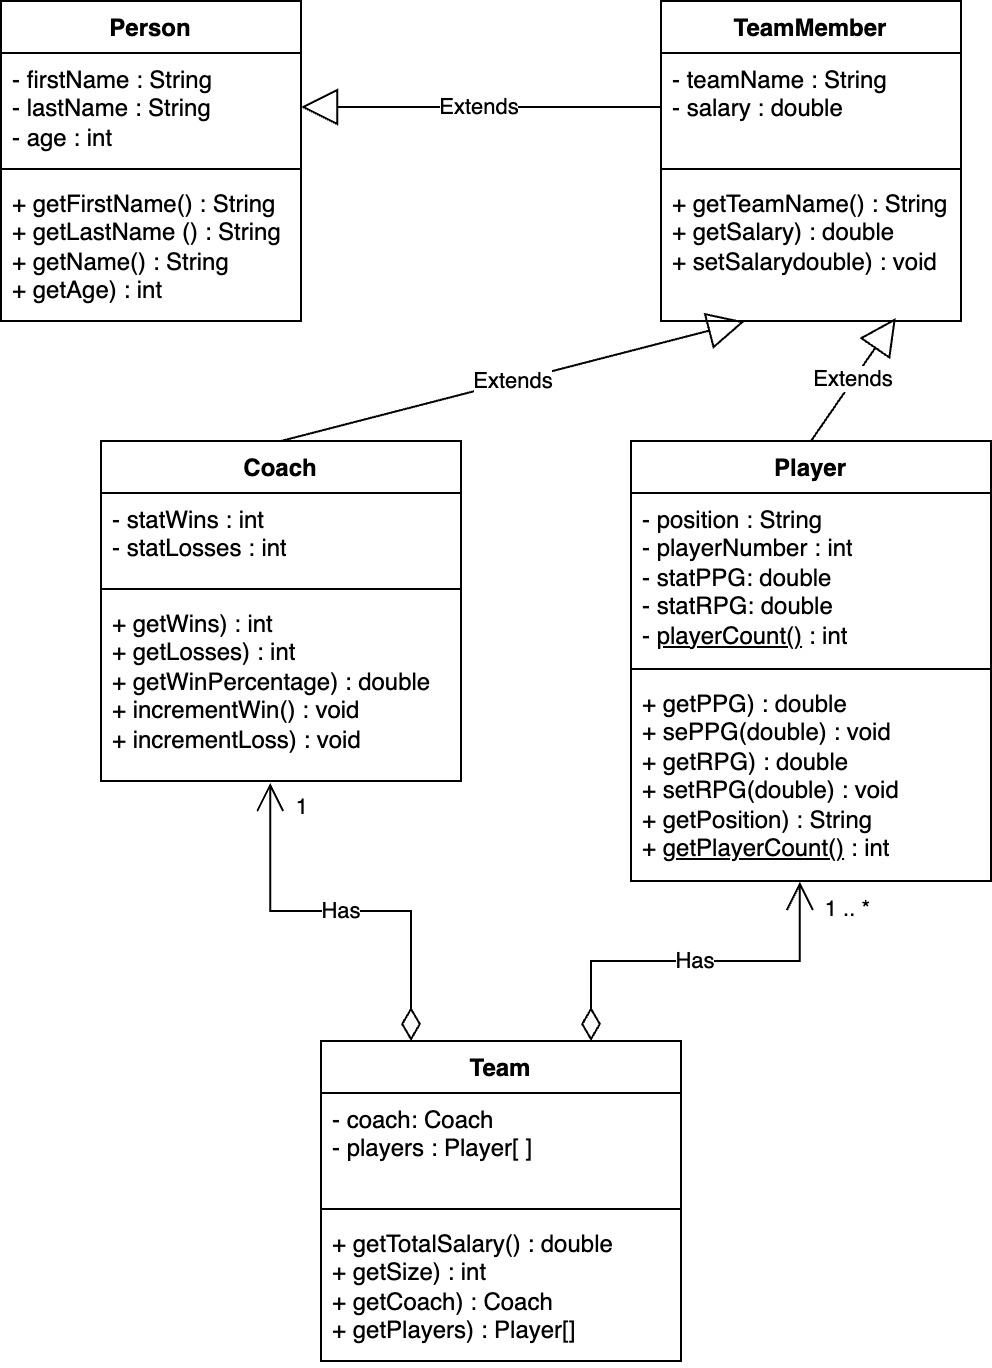 Person
- firstName : String
- lastName : String
- age : int
+ getFirstName() : String
+ getLastName () : String
+ getName() : String
+ getAge) : int
Extends
TeamMember
- teamName : String
- salary : double
+ getTeamName() : String
+ getSalary) : double
+ setSalarydouble) : void
Extends
Extends
Coach
- statWins : int
- statLosses : int
+ getWins) : int
+ getLosses) : int
+ getWinPercentage) : double
+ incrementWin() : void
+ incrementLoss) : void
Player
- position : String
- playerNumber : int
- statPPG: double
- statRPG: double
- playerCount() : int
+ getPPG) : double
+ sePPG(double) : void
+ getRPG) : double
+ setRPG(double) : void
+ getPosition) : String
+ getPlayerCount() : int
1
Has
1 .. *
Has
Team
- coach: Coach
- players : Player[ ]
+ getTotalSalary() : double
+ getSize) : int
+ getCoach) : Coach
+ getPlayers) : Player[]